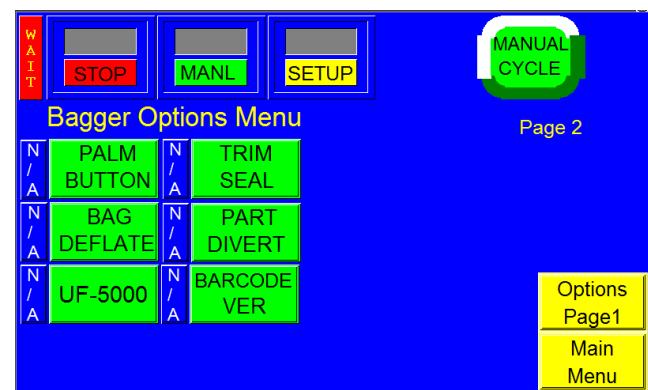 WAIT
STOP
MANL
SETUP
MANUAL
CYCLE
Bagger Options Menu
Page 2
N/A
PALM
BUTTON
N/A
TRIM
SEAL
N/A
BAG
DEFLATE
N/A
PART
DIVERT
N/A
UF-5000
N/A
BARCODE
VER
Options
Page1
Main
Menu